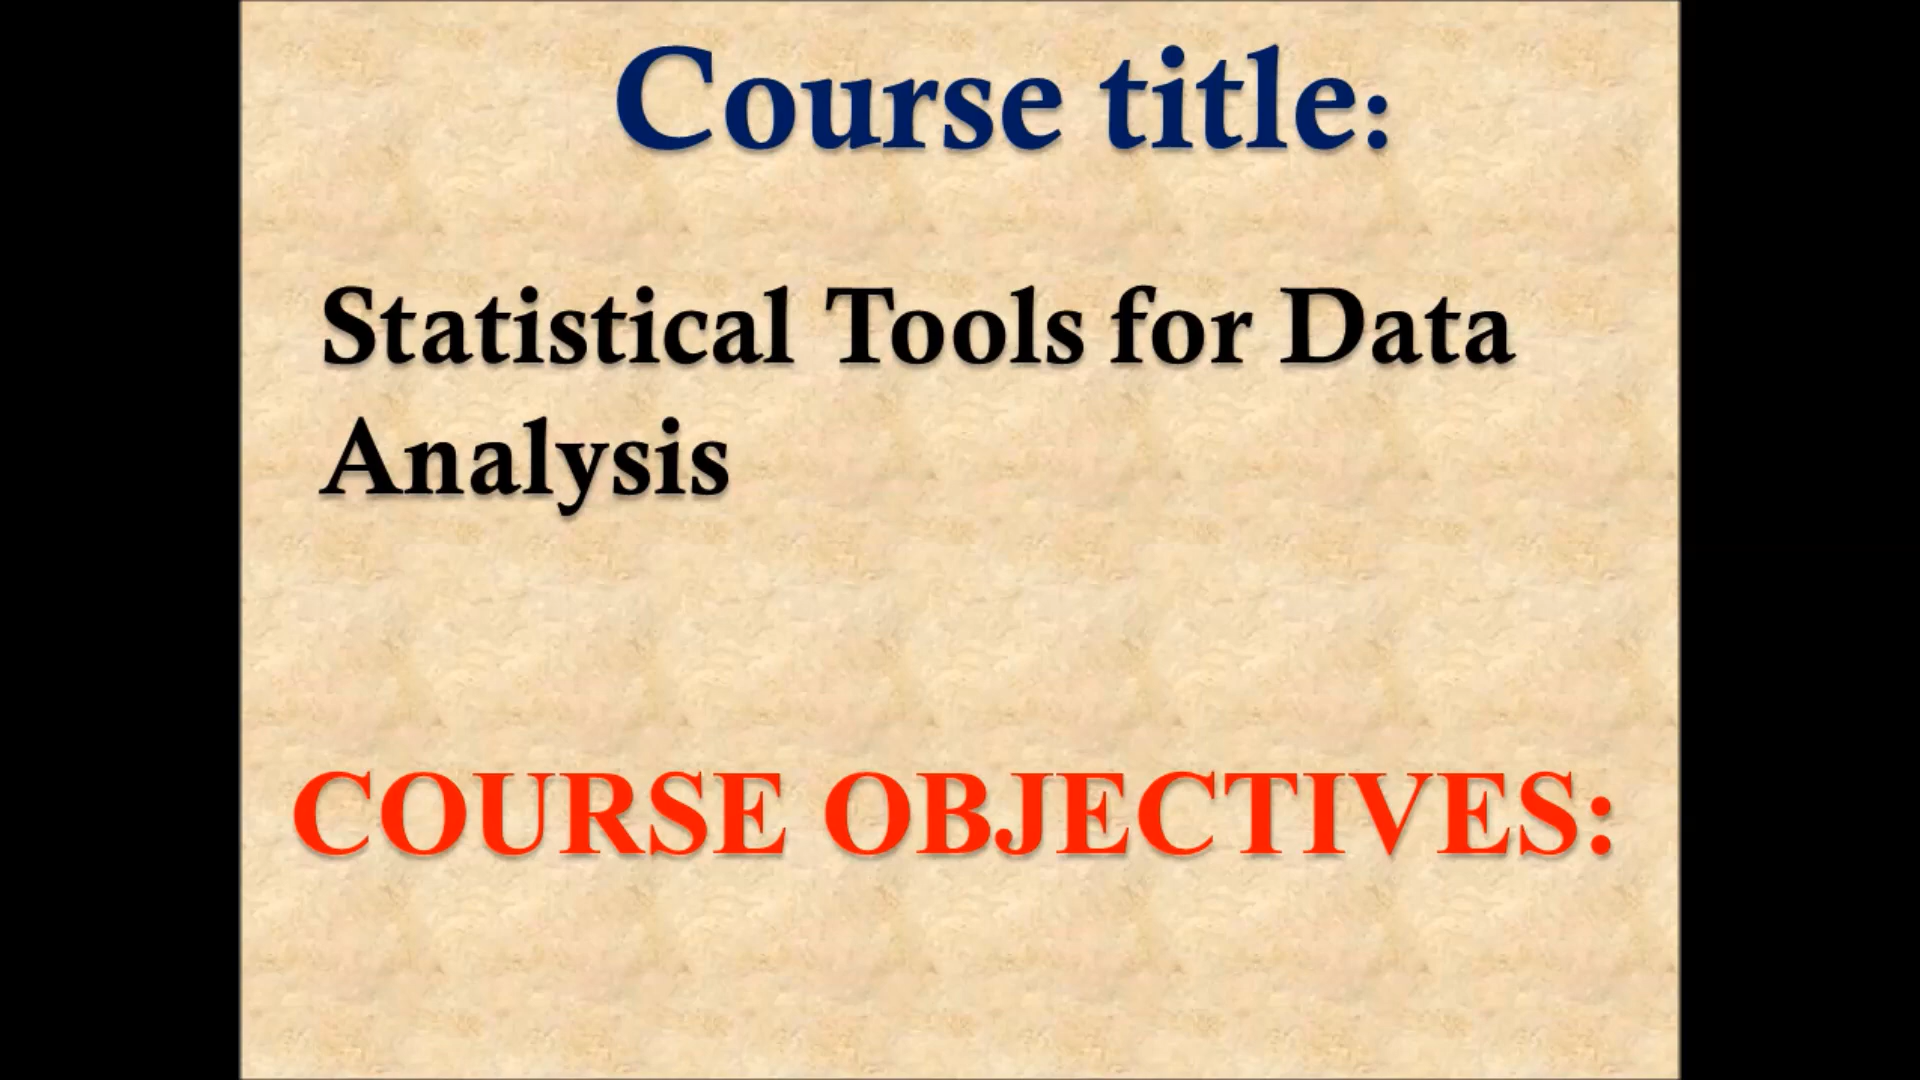 Course title:
Statistical Tools for Data
Analysis
COURSE OBJECTIVES: